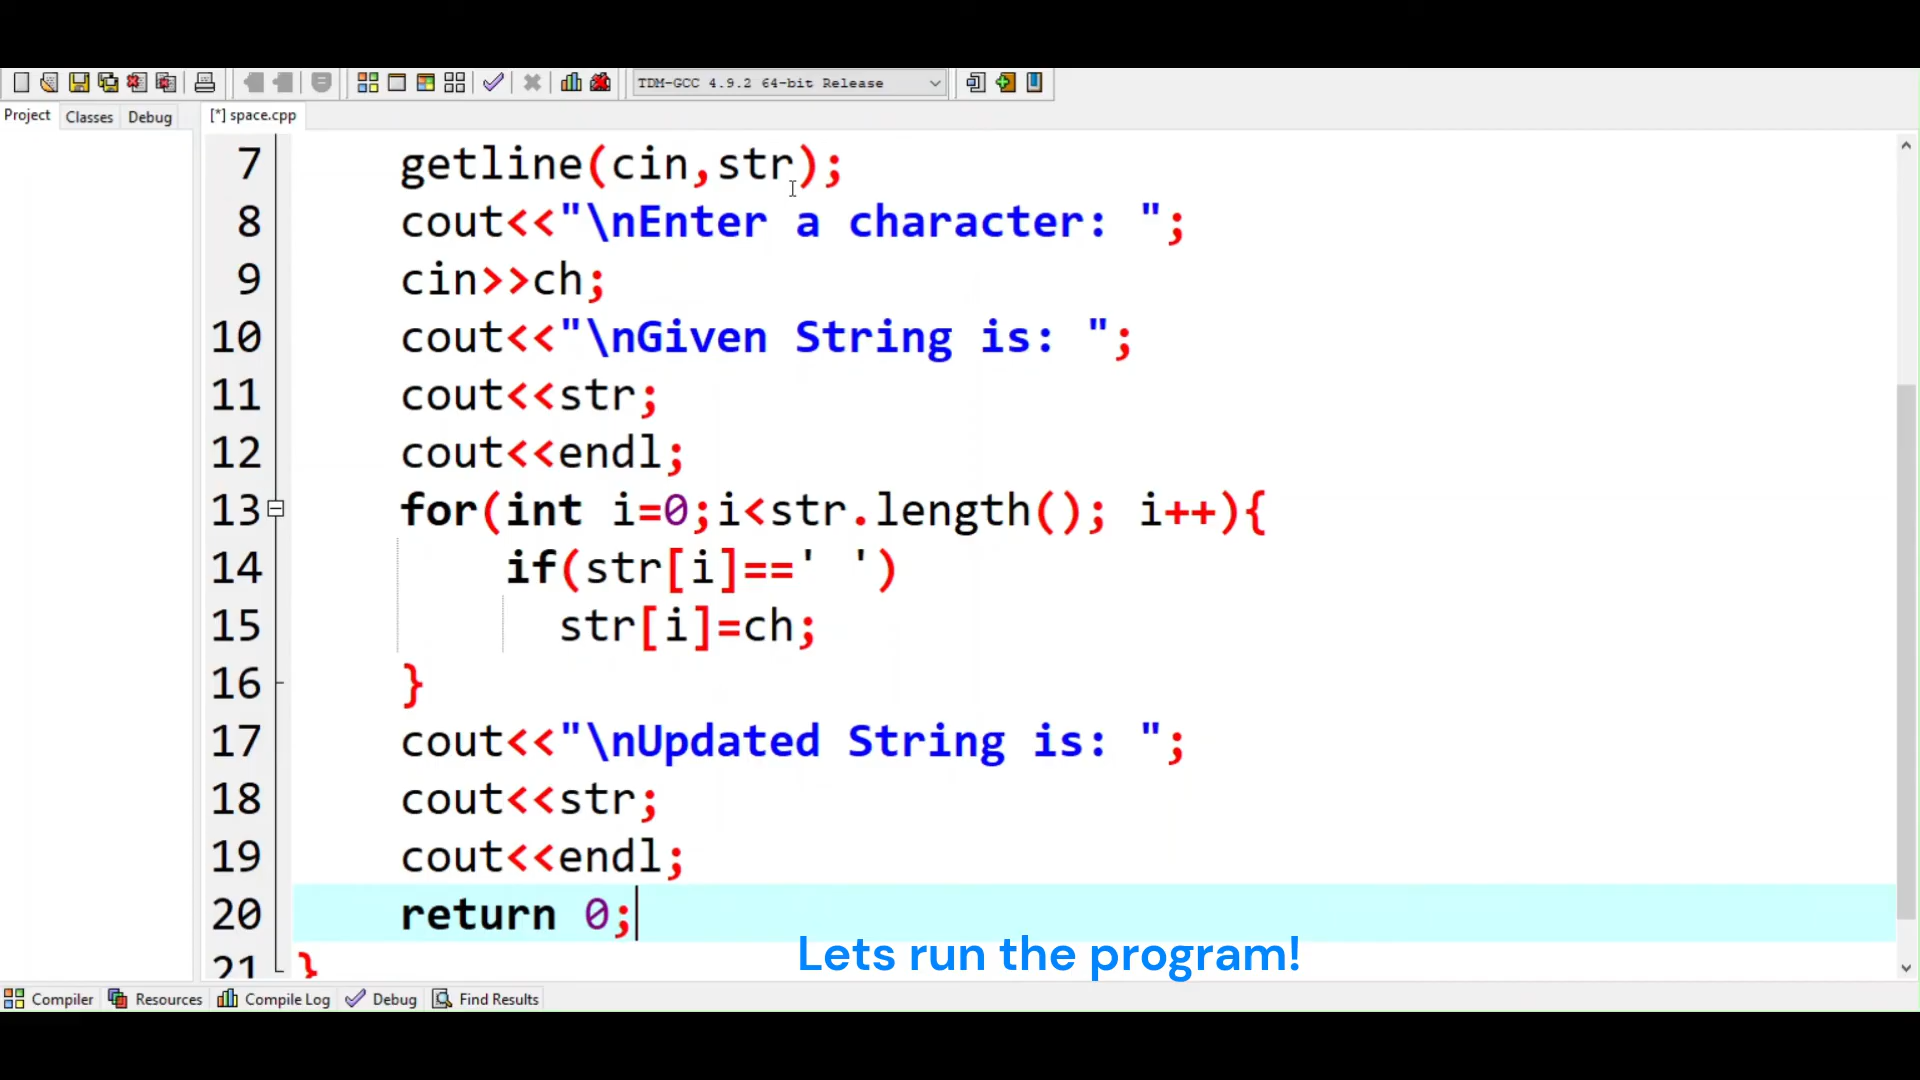 TDM-GCC 4.9.2 64-bit Release
Project Classes Debug [*] space.cpp
7 getline(cin,str);
8 cout<<"\nEnter a character: ";
9 cin>>ch;
10 cout<<"\nGiven String is: ";
11 cout<<str;
12 cout<<endl;
13 for(int i=0;i<str.length(); i++){
14 if(str[i]==' ')
15 str[i]=ch;
16 }
17 cout<<"\nUpdated String is: ";
18 cout<<str;
19 cout<<endl;
20 return 0;
21 }
Lets run the program!
Compiler Resources Compile Log Debug Find Results